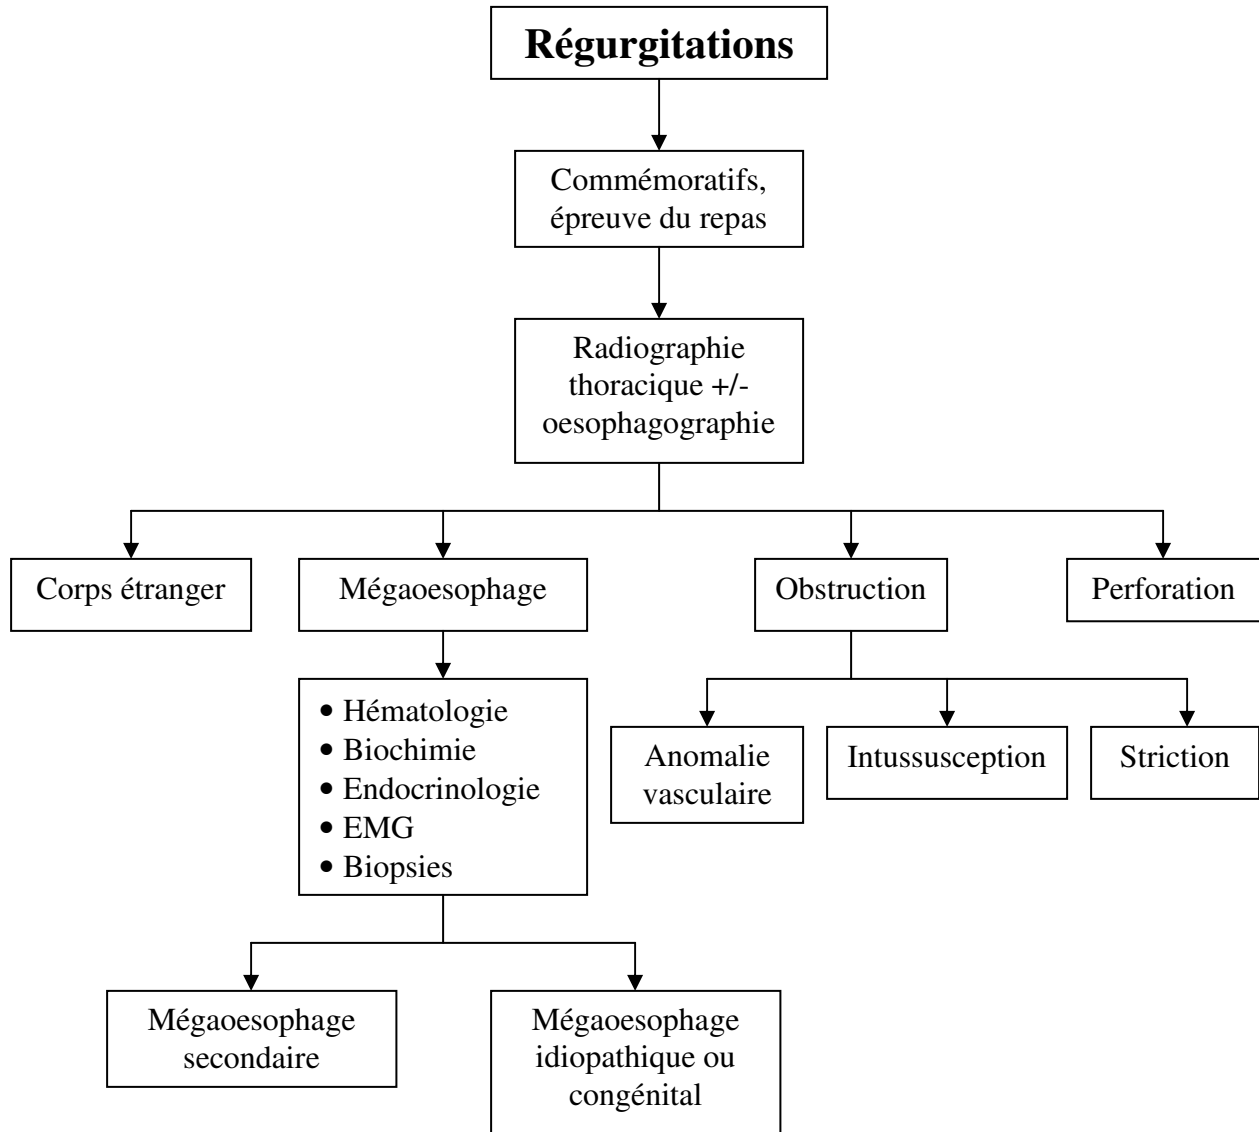 Régurgitations
Commémoratifs,
épreuve du repas
Radiographie
thoracique +/-
oesophagographie
Corps étranger
Mégaoesophage
Obstruction
Perforation
• Hématologie
• Biochimie
• Endocrinologie
• EMG
• Biopsies
Anomalie
vasculaire
Intussusception
Striction
Mégaoesophage
secondaire
Mégaoesophage
idiopathique ou
congénital